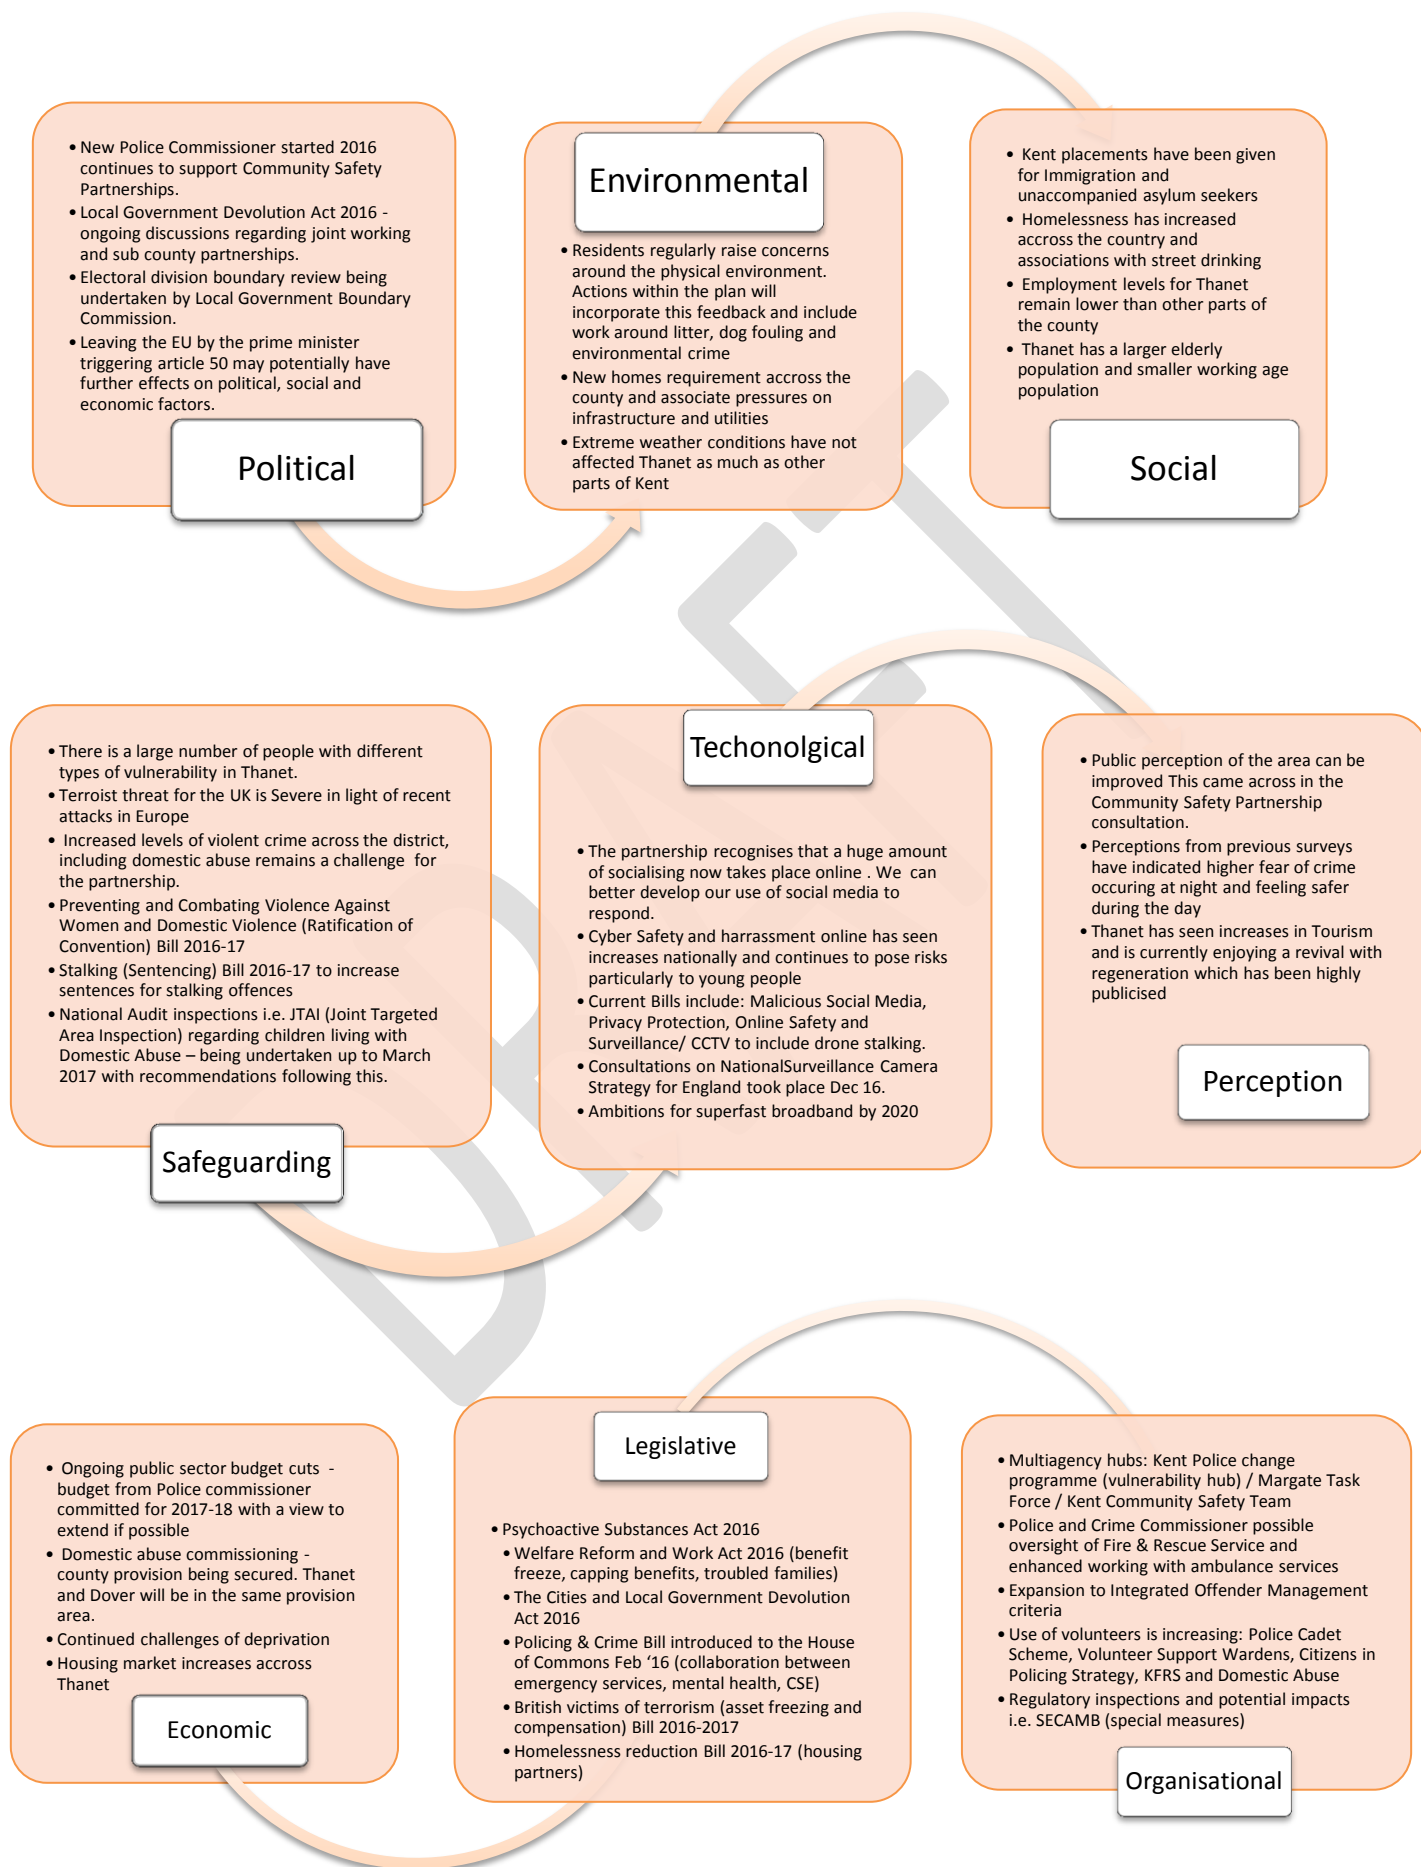 • New Police Commissioner started 2016
continues to support Community Safety
Partnerships.
• Local Government Devolution Act 2016 -
ongoing discussions regarding joint working
and sub county partnerships.
• Electoral division boundary review being
undertaken by Local Government Boundary
Commission.
• Leaving the EU by the prime minister
triggering article 50 may potentially have
further effects on political, social and
economic factors.
Political
Environmental
• Residents regularly raise concerns
around the physical environment.
Actions within the plan will
incorporate this feedback and include
work around litter, dog fouling and
environmental crime
• New homes requirement accross the
county and associate pressures on
infrastructure and utilities
• Extreme weather conditions have not
affected Thanet as much as other
parts of Kent
• Kent placements have been given
for Immigration and
unaccompanied asylum seekers
• Homelessness has increased
accross the country and
associations with street drinking
• Employment levels for Thanet
remain lower than other parts of
the county
• Thanet has a larger elderly
population and smaller working age
population
Social
• There is a large number of people with different
types of vulnerability in Thanet.
• Terroist threat for the UK is Severe in light of recent
attacks in Europe
• Increased levels of violent crime across the district,
including domestic abuse remains a challenge for
the partnership.
• Preventing and Combating Violence Against
Women and Domestic Violence (Ratification of
Convention) Bill 2016-17
• Stalking (Sentencing) Bill 2016-17 to increase
sentences for stalking offences
• National Audit inspections i.e. JTAI (Joint Targeted
Area Inspection) regarding children living with
Domestic Abuse – being undertaken up to March
2017 with recommendations following this.
Safeguarding
Techonolgical
• The partnership recognises that a huge amount
of socialising now takes place online . We can
better develop our use of social media to
respond.
• Cyber Safety and harrassment online has seen
increases nationally and continues to pose risks
particularly to young people
• Current Bills include: Malicious Social Media,
Privacy Protection, Online Safety and
Surveillance/ CCTV to include drone stalking.
• Consultations on NationalSurveillance Camera
Strategy for England took place Dec 16.
• Ambitions for superfast broadband by 2020
• Public perception of the area can be
improved This came across in the
Community Safety Partnership
consultation.
• Perceptions from previous surveys
have indicated higher fear of crime
occuring at night and feeling safer
during the day
• Thanet has seen increases in Tourism
and is currently enjoying a revival with
regeneration which has been highly
publicised
Perception
• Ongoing public sector budget cuts -
budget from Police commissioner
committed for 2017-18 with a view to
extend if possible
• Domestic abuse commissioning -
county provision being secured. Thanet
and Dover will be in the same provision
area.
• Continued challenges of deprivation
• Housing market increases accross
Thanet
Economic
Legislative
• Psychoactive Substances Act 2016
• Welfare Reform and Work Act 2016 (benefit
freeze, capping benefits, troubled families)
• The Cities and Local Government Devolution
Act 2016
• Policing & Crime Bill introduced to the House
of Commons Feb ‘16 (collaboration between
emergency services, mental health, CSE)
• British victims of terrorism (asset freezing and
compensation) Bill 2016-2017
• Homelessness reduction Bill 2016-17 (housing
partners)
• Multiagency hubs: Kent Police change
programme (vulnerability hub) / Margate Task
Force / Kent Community Safety Team
• Police and Crime Commissioner possible
oversight of Fire & Rescue Service and
enhanced working with ambulance services
• Expansion to Integrated Offender Management
criteria
• Use of volunteers is increasing: Police Cadet
Scheme, Volunteer Support Wardens, Citizens in
Policing Strategy, KFRS and Domestic Abuse
• Regulatory inspections and potential impacts
i.e. SECAMB (special measures)
Organisational
DRAFT